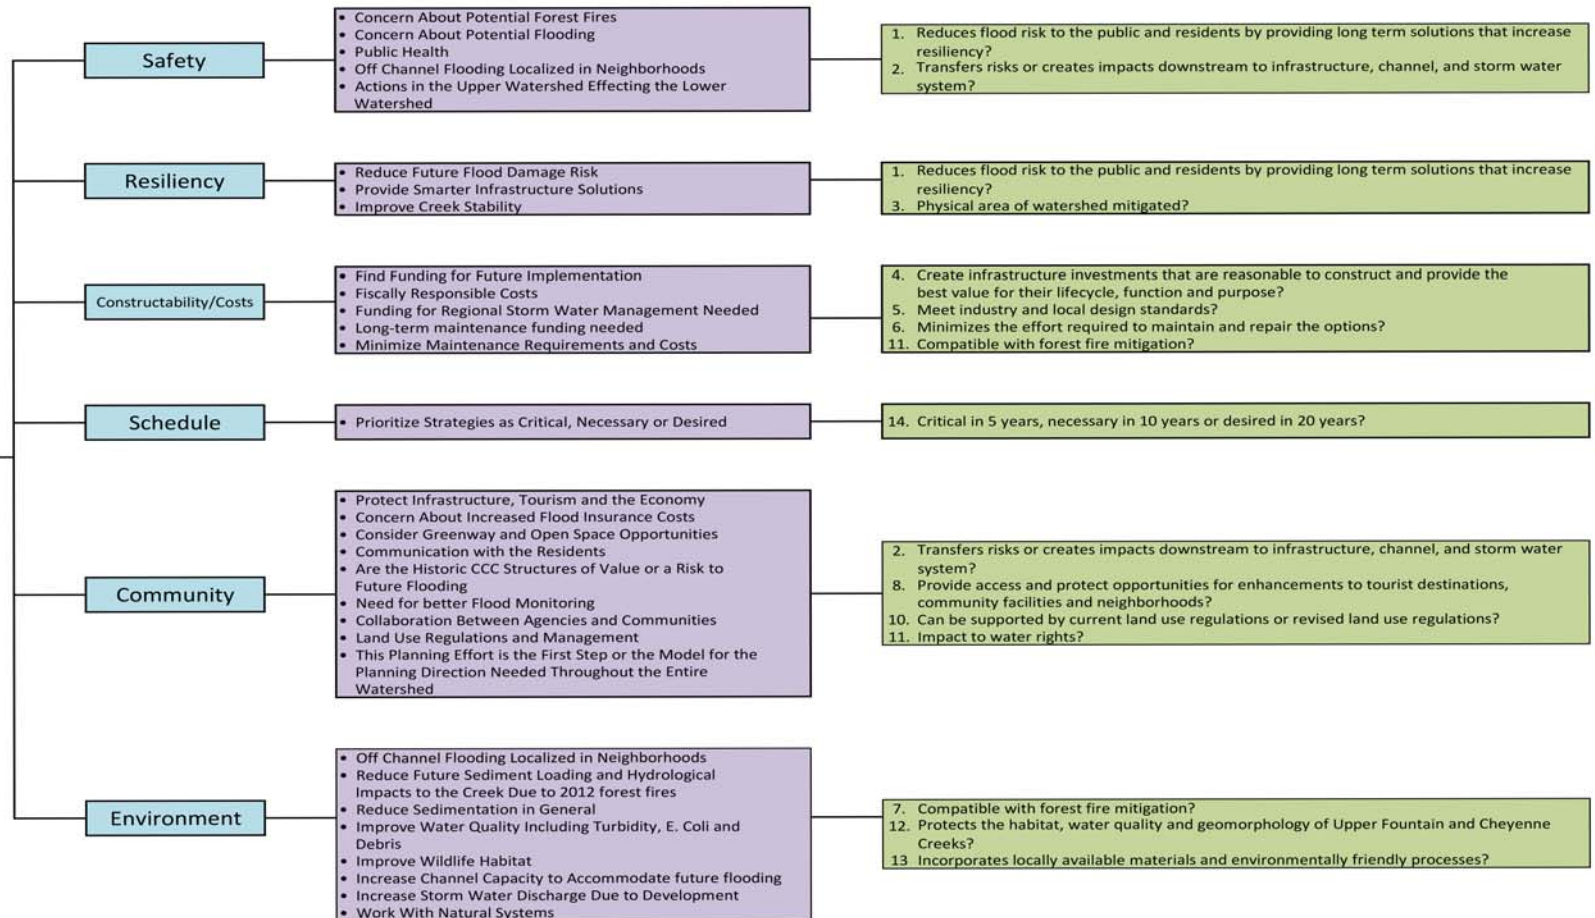 Safety
• Concern About Potential Forest Fires
• Concern About Potential Flooding
• Public Health
• Off Channel Flooding Localized in Neighborhoods
• Actions in the Upper Watershed Effecting the Lower
Watershed
1. Reduces flood risk to the public and residents by providing long term solutions that increase
resiliency?
2. Transfers risks or creates impacts downstream to infrastructure, channel, and storm water
system?
Resiliency
• Reduce Future Flood Damage Risk
• Provide Smarter Infrastructure Solutions
• Improve Creek Stability
1. Reduces flood risk to the public and residents by providing long term solutions that increase
resiliency?
3. Physical area of watershed mitigated?
Constructability/Costs
• Find Funding for Future Implementation
• Fiscally Responsible Costs
• Funding for Regional Storm Water Management Needed
• Long-term maintenance funding needed
• Minimize Maintenance Requirements and Costs
4. Create infrastructure investments that are reasonable to construct and provide the
best value for their lifecycle, function and purpose?
5. Meet industry and local design standards?
6. Minimizes the effort required to maintain and repair the options?
11. Compatible with forest fire mitigation?
Schedule
• Prioritize Strategies as Critical, Necessary or Desired
14. Critical in 5 years, necessary in 10 years or desired in 20 years?
Community
• Protect Infrastructure, Tourism and the Economy
• Concern About Increased Flood Insurance Costs
• Consider Greenway and Open Space Opportunities
• Communication with the Residents
• Are the Historic CCC Structures of Value or a Risk to
Future Flooding
• Need for better Flood Monitoring
• Collaboration Between Agencies and Communities
• Land Use Regulations and Management
• This Planning Effort is the First Step or the Model for the
Planning Direction Needed Throughout the Entire
Watershed
2. Transfers risks or creates impacts downstream to infrastructure, channel, and storm water
system?
8. Provide access and protect opportunities for enhancements to tourist destinations,
community facilities and neighborhoods?
10. Can be supported by current land use regulations or revised land use regulations?
11. Impact to water rights?
Environment
• Off Channel Flooding Localized in Neighborhoods
• Reduce Future Sediment Loading and Hydrological
Impacts to the Creek Due to 2012 forest fires
• Reduce Sedimentation in General
• Improve Water Quality Including Turbidity, E. Coli and
Debris
• Improve Wildlife Habitat
• Increase Channel Capacity to Accommodate future flooding
• Increase Storm Water Discharge Due to Development
• Work With Natural Systems
7. Compatible with forest fire mitigation?
12. Protects the habitat, water quality and geomorphology of Upper Fountain and Cheyenne
Creeks?
13 Incorporates locally available materials and environmentally friendly processes?